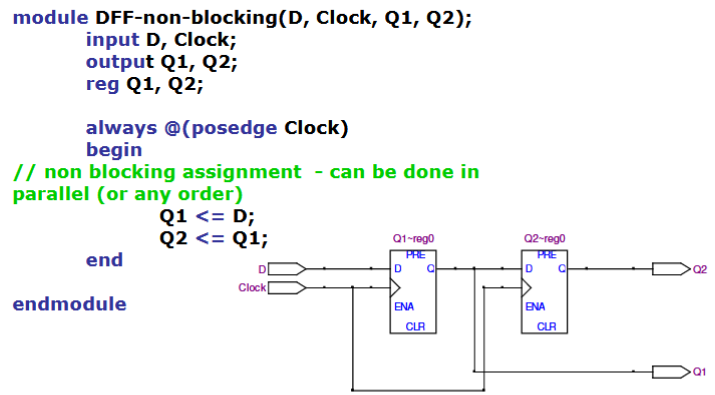 module DFF-non-blocking(D, Clock, Q1, Q2);
input D, Clock;
output Q1, Q2;
reg Q1, Q2;
always @(posedge Clock)
begin
// non blocking assignment - can be done in
parallel (or any order)
Q1 <= D;
Q2 <= Q1;
end
endmodule
Q1~reg0
Q2~reg0
PRE
PRE
D
D
Q
D
Q
Q2
Clock
ENA
ENA
CLR
CLR
Q1